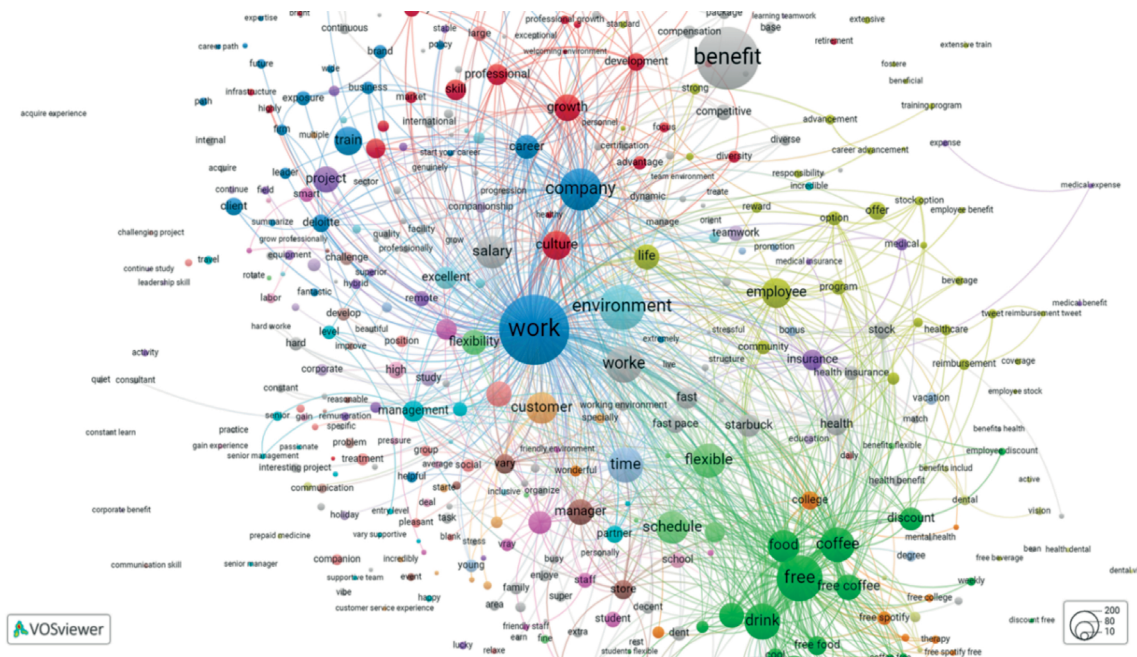 expertise
continuous
stable
large
professional growth
standard
package
learning teamwork
extensive
career path
brand
policy
exceptional
compensation
base
retirement
future
wide
welcoming environment
development
benefit
extensive train
infrastructure
business
professional
strong
fostere
highly
exposure
market
skill
beneficial
path
growth
competitive
training program
acquire experience
firm
multiple
international
personnel
focus
advancement
internal
train
start your career
career
certification
diverse
expense
acquire
leader
genuinely
advantage
diversity
career advancement
continue
project
sector
progression
company
team environment
responsibility
incredible
medical expense
field
smart
dynamic
treate
client
companionship
reward
stock option
summarize
deloitte
facility
healthy
manage
orient
option
offer
employee benefit
challenging project
quality
grow
culture
teamwork
grow professionally
professionally
salary
promotion
medical
travel
equipment
challenge
life
medical insurance
continue study
superior
excellent
leadership skill
rotate
hybrid
program
beverage
fantastic
remote
environment
employee
labor
medical benefit
develop
bonus
tweet reimbursement tweet
hard worke
level
beautiful
position
work
extremely
stressful
stock
healthcare
hard
improve
flexibility
community
activity
corporate
high
worke
live
structure
insurance
reimbursement
coverage
quiet
consultant
study
health insurance
constant
employee stock
reasonable
fast
vacation
senior
gain
remuneration
management
customer
working environment
match
specific
specially
fast pace
starbuck
health
constant learn
practice
benefits health
gain experience
passionate
problem
pressure
group
friendly environment
education
senior management
treatment
average
social
vary
wonderful
time
flexible
daily
benefits flexible
employee discount
interesting project
benefits includ
communication
helpful
starte
inclusive
organize
health benefit
active
college
dental
corporate benefit
deal
manager
discount
vision
holiday
entry level
task
schedule
prepaid medicine
pleasant
vary supportive
blank
vray
partner
food
coffee
mental health
stress
bean
health dental
companion
incredibly
busy
personally
school
degree
free beverage
communication skill
senior manager
young
supportive team
event
enjoye
staff
free
free coffee
weekly
vibe
happy
family
super
store
free college
customer service experience
area
decent
free spotify
student
drink
discount free
friendly staff
earn
fine
extra
rest
dent
free food
therapy
lucky
relaxe
students flexible
free spotify free
VOSviewer
200
80
10